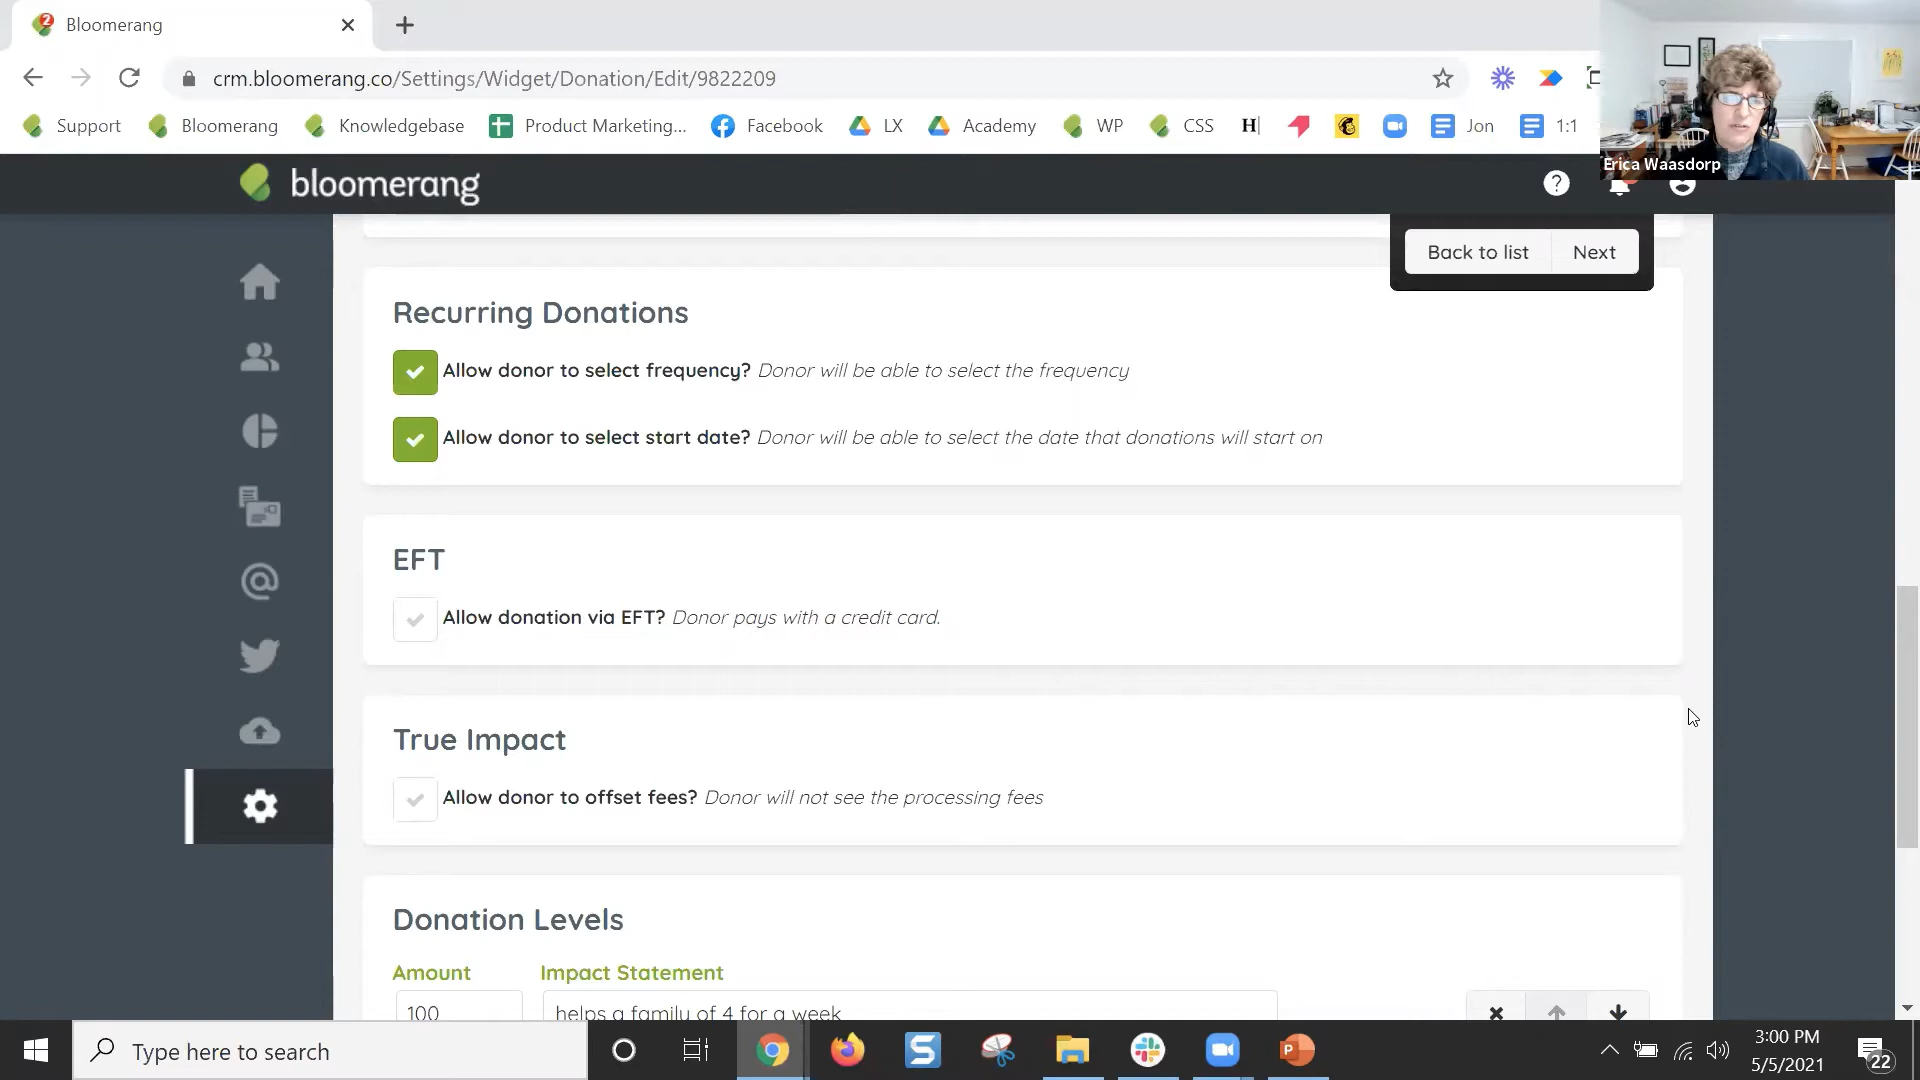 2
Bloomerang
crm.bloomerang.co/Settings/Widget/Donation/Edit/9822209
Support Bloomerang Knowledgebase Product Marketing... Facebook LX Academy WP CSS H Jon 1:1
Erica Waasdorp
bloomerang
?
Back to list Next
Recurring Donations
Allow donor to select frequency? Donor will be able to select the frequency
Allow donor to select start date? Donor will be able to select the date that donations will start on
EFT
Allow donation via EFT? Donor pays with a credit card.
True Impact
Allow donor to offset fees? Donor will not see the processing fees
Donation Levels
Amount Impact Statement
100 helps a family of 4 for a week
Type here to search
3:00 PM
5/5/2021
22